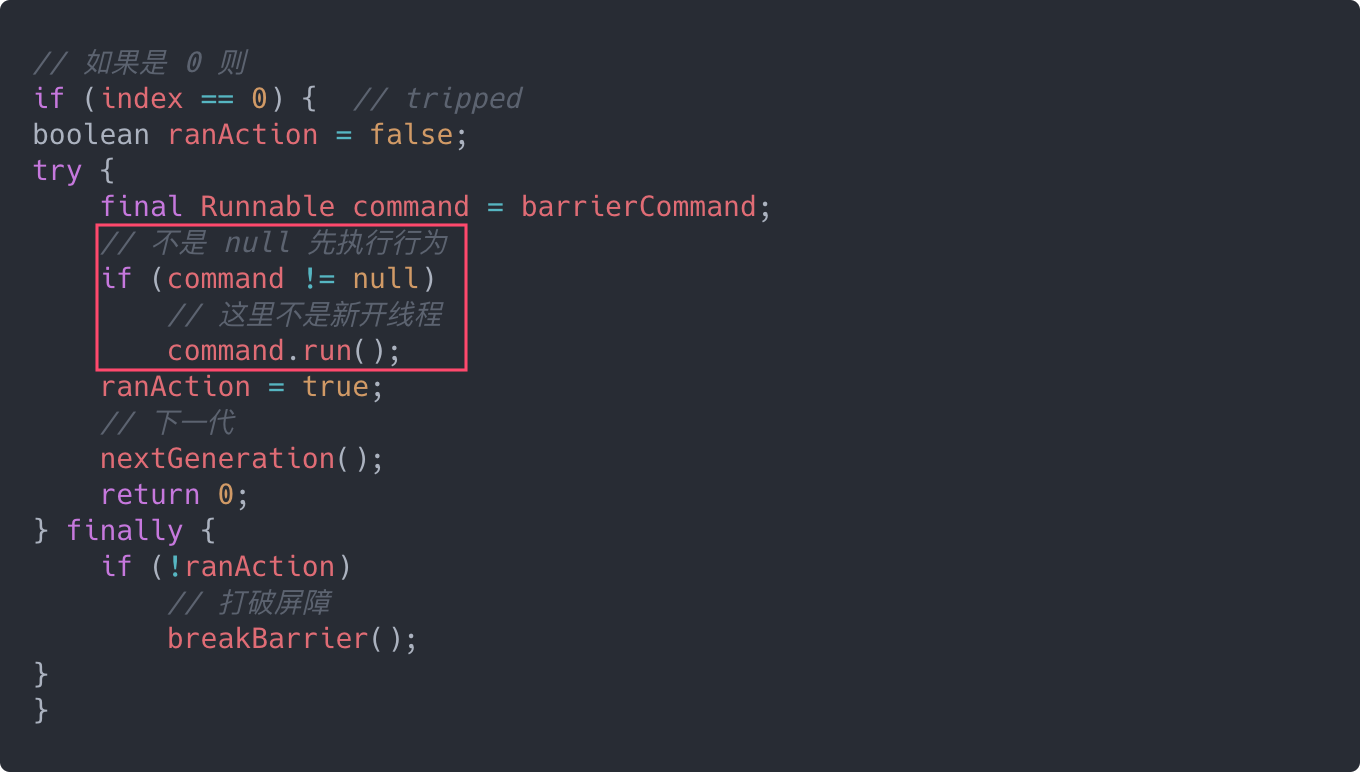 // 如果是 0 则
if (index == 0) {  // tripped
boolean ranAction = false;
try {
    final Runnable command = barrierCommand;
    // 不是 null 先执行行为
    if (command != null)
        // 这里不是新开线程
        command.run();
    ranAction = true;
    // 下一代
    nextGeneration();
    return 0;
} finally {
    if (!ranAction)
        // 打破屏障
        breakBarrier();
}
}